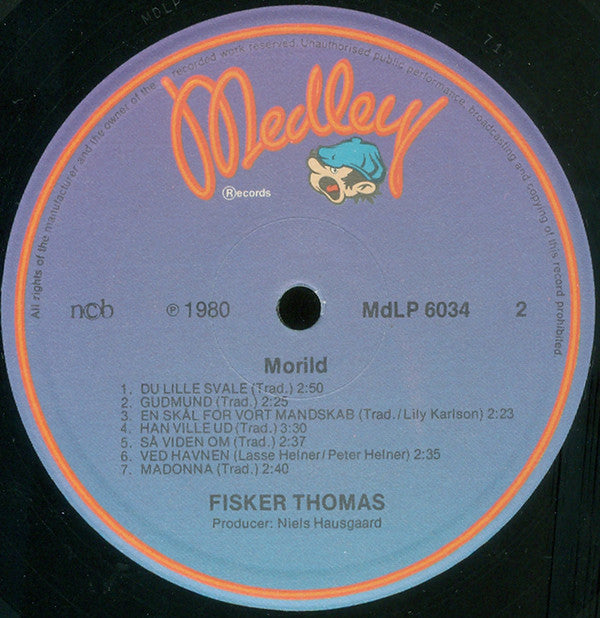 MDLP
F
71
All rights of the manufacturer and the owner of the recorded work reserved. Unauthorised public performance, broadcasting and copying of this record prohibited
Medley
®ecords
ncb
℗ 1980
MdLP 6034
2
Morild
1. DU LILLE SVALE (Trad.) 2:50
2. GUDMUND (Trad.) 2:25
3. EN SKÅL FOR VORT MANDSKAB (Trad./Lily Karlson) 2:23
4. HAN VILLE UD (Trad.) 3:30
5. SÅ VIDEN OM (Trad.) 2:37
6. VED HAVNEN (Lasse Helner/Peter Helner) 2:35
7. MADONNA (Trad.) 2:40
FISKER THOMAS
Producer: Niels Hausgaard